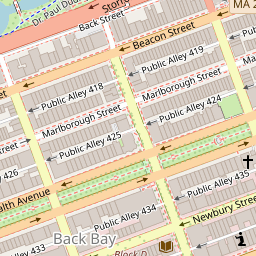 Dr Paul Dud
Storro
MA 2
Back Street
Beacon Street
Public Alley 419
Public Alley 418
Marlborough Street
Marlborough Street
Public Alley 424
Public Alley 425
426
ealth Avenue
Public Alley 435
Public Alley 434
Newbury Stree
433
Back Bay
Block D